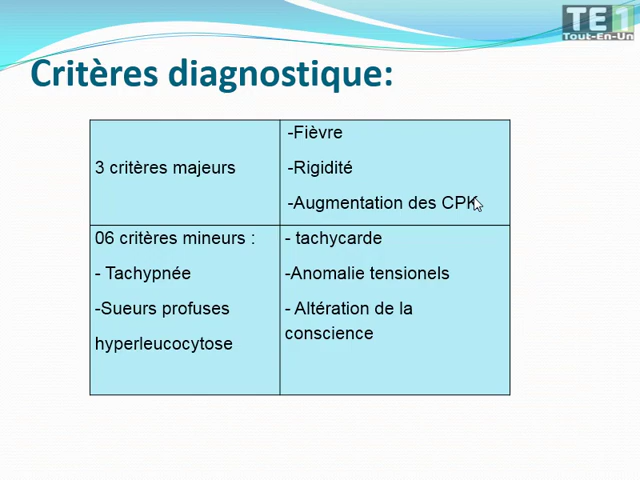 TE1
Tout-En-Un
Critères diagnostique:
3 critères majeurs
-Fièvre
-Rigidité
-Augmentation des CPK
06 critères mineurs :
- Tachypnée
-Sueurs profuses
hyperleucocytose
- tachycarde
-Anomalie tensionels
- Altération de la
conscience